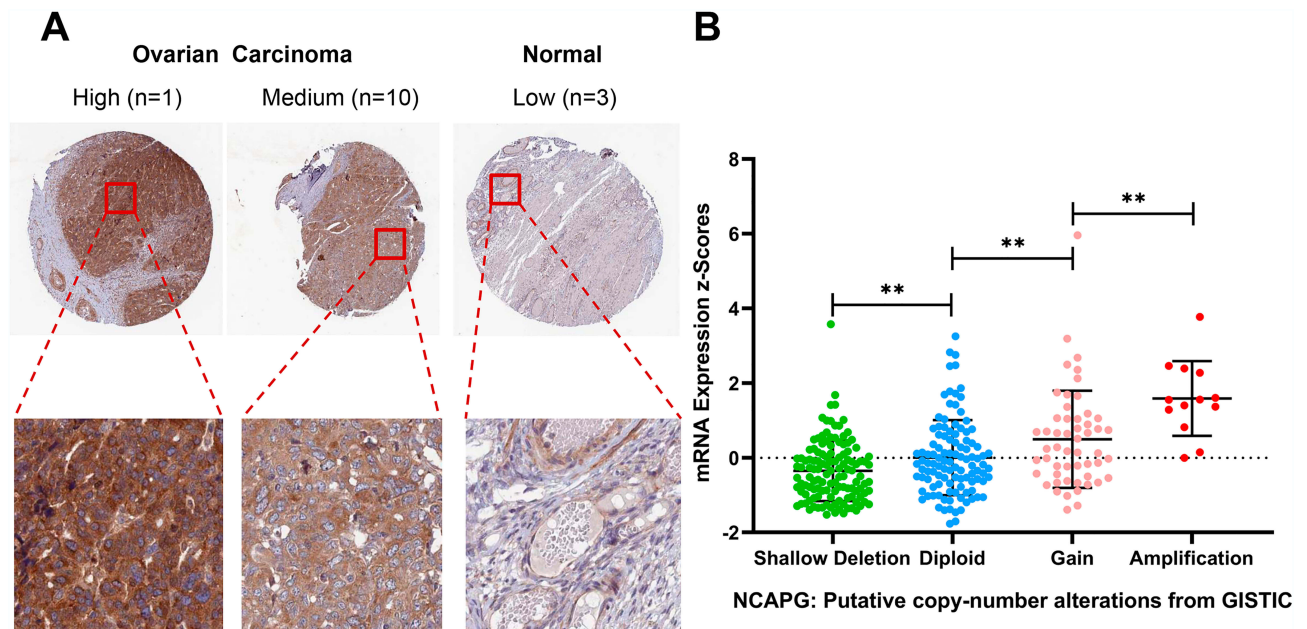 A
Ovarian Carcinoma
Normal
High (n=1)
Medium (n=10)
Low (n=3)
B
mRNA Expression z-Scores
8
6
4
2
0
-2
**
**
**
Shallow Deletion
Diploid
Gain
Amplification
NCAPG: Putative copy-number alterations from GISTIC